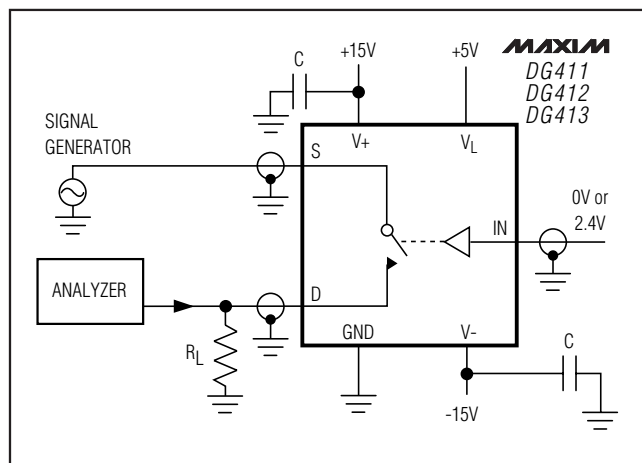 +15V
+5V
MAXIM
DG411
DG412
DG413
C
SIGNAL
GENERATOR
V+
VL
S
0V or
2.4V
IN
ANALYZER
D
RL
GND
V-
C
-15V